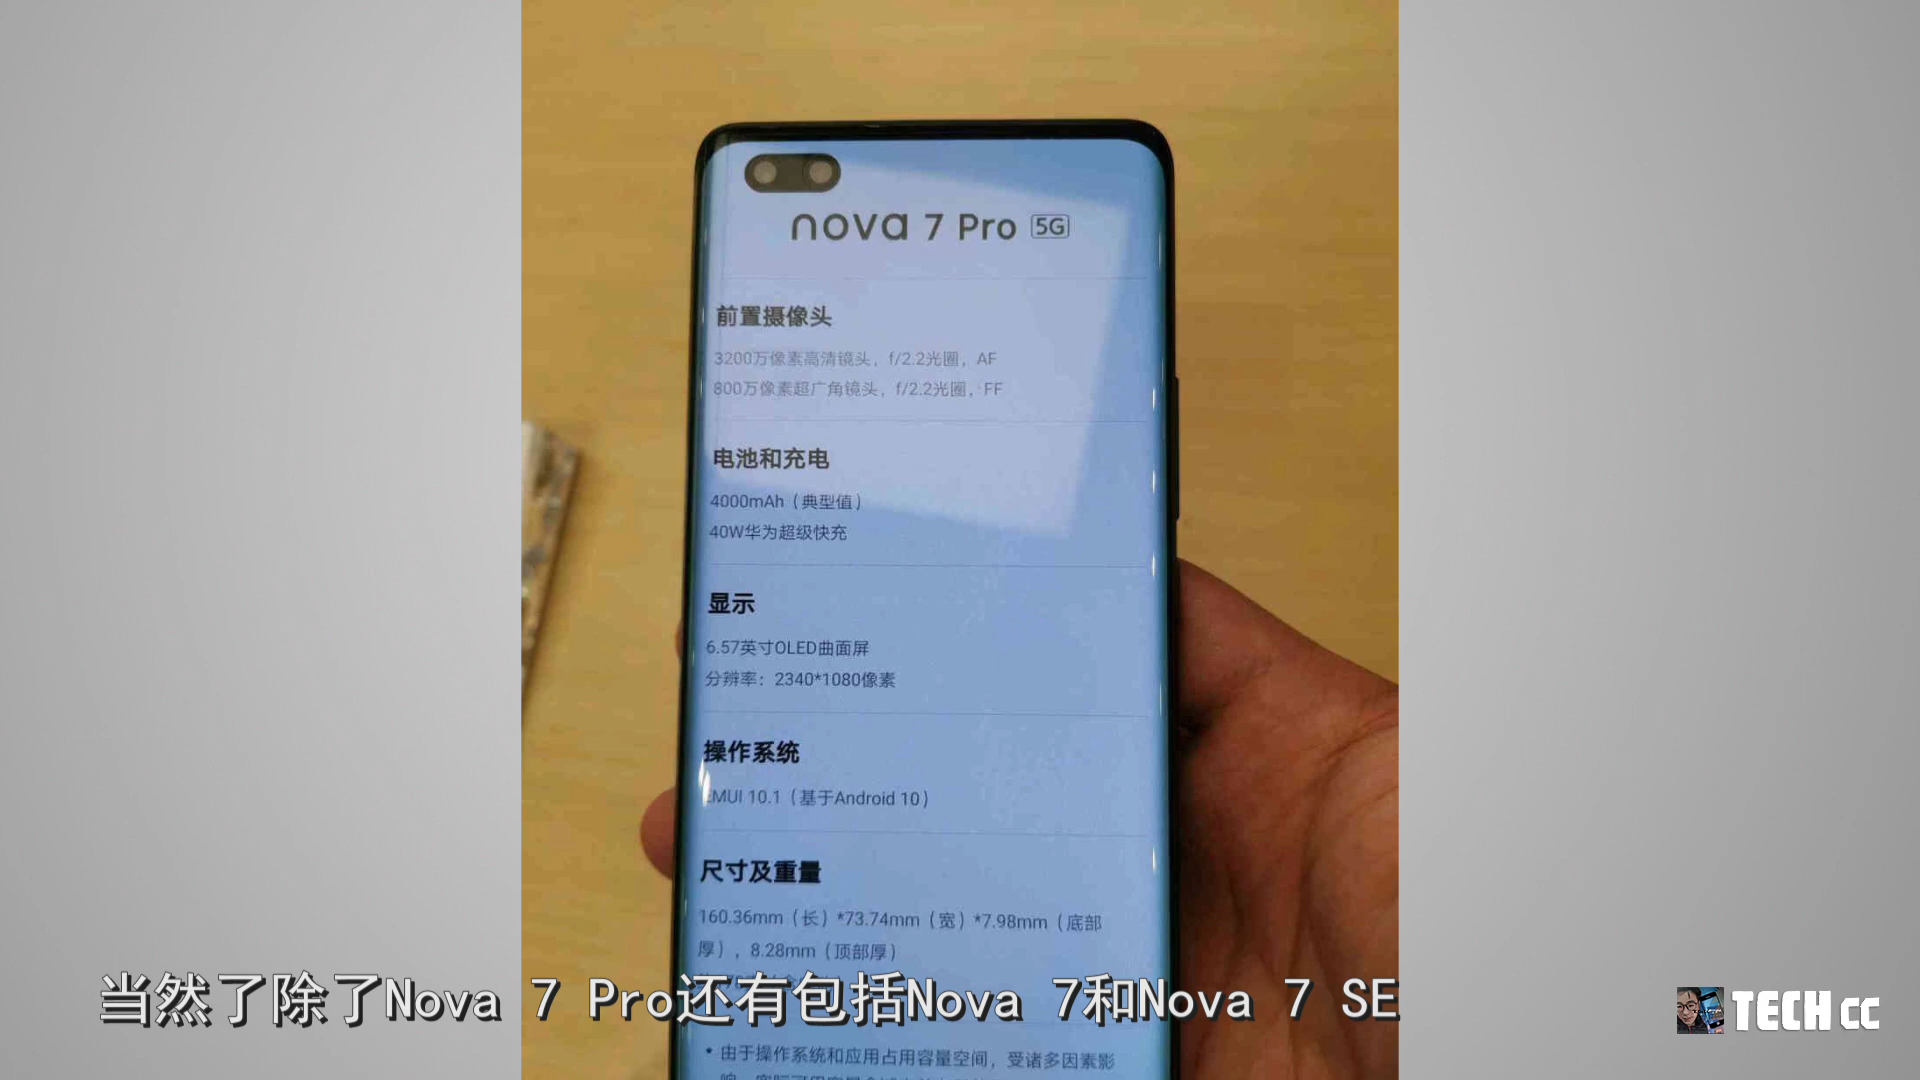 nova 7 Pro 5G
前置摄像头
3200万像素高清镜头，f/2.2光圈，AF
800万像素超广角镜头，f/2.2光圈，FF
电池和充电
4000mAh（典型值）
40W华为超级快充
显示
6.57英寸OLED曲面屏
分辨率：2340*1080像素
操作系统
EMUI 10.1（基于Android 10）
尺寸及重量
160.36mm（长）*73.74mm（宽）*7.98mm（底部
厚），8.28mm（顶部厚）
当然了除了Nova 7 Pro还有包括Nova 7和Nova 7 SE
TECH cc
* 由于操作系统和应用占用容量空间，受诸多因素影